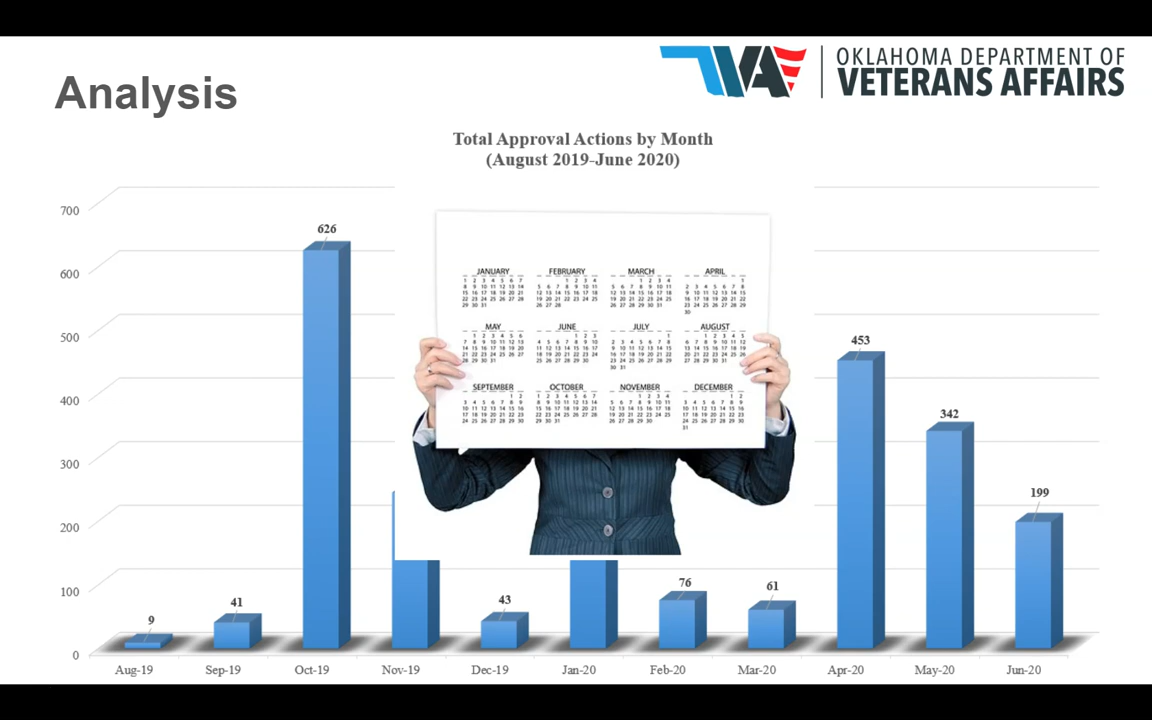 Analysis
OKLAHOMA DEPARTMENT OF
VETERANS AFFAIRS
Total Approval Actions by Month
(August 2019-June 2020)
700
600
500
400
300
200
100
0
9
41
626
43
76
61
453
342
199
JANUARY FEBRUARY MARCH APRIL
MAY JUNE JULY AUGUST
SEPTEMBER OCTOBER NOVEMBER DECEMBER
Aug-19 Sep-19 Oct-19 Nov-19 Dec-19 Jan-20 Feb-20 Mar-20 Apr-20 May-20 Jun-20